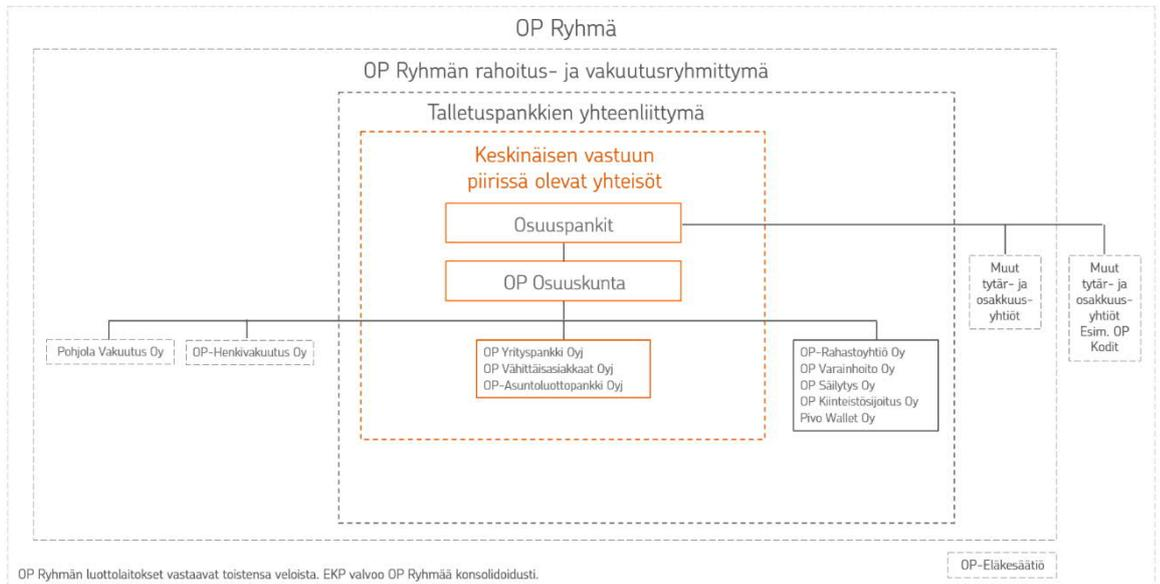 OP Ryhmä
OP Ryhmän rahoitus- ja vakuutusryhmittymä
Talletuspankkien yhteenliittymä
Keskinäisen vastuun
piirissä olevat yhteisöt
Osuuspankit
OP Osuuskunta
Muut
tytär- ja
osakkuus-
yhtiöt
Muut
tytär- ja
osakkuus-
yhtiöt
Esim. OP
Kodit
Pohjola Vakuutus Oy
OP-Henkivakuutus Oy
OP Yrityspankki Oyj
OP Vähittäisasiakkaat Oyj
OP-Asuntoluottopankki Oyj
OP-Rahastoyhtiö Oy
OP Varainhoito Oy
OP Säilytys Oy
OP Kiinteistösijoitus Oy
Pivo Wallet Oy
OP-Eläkesäätiö
OP Ryhmän luottolaitokset vastaavat toistensa veloista. EKP valvoo OP Ryhmää konsolidoidusti.